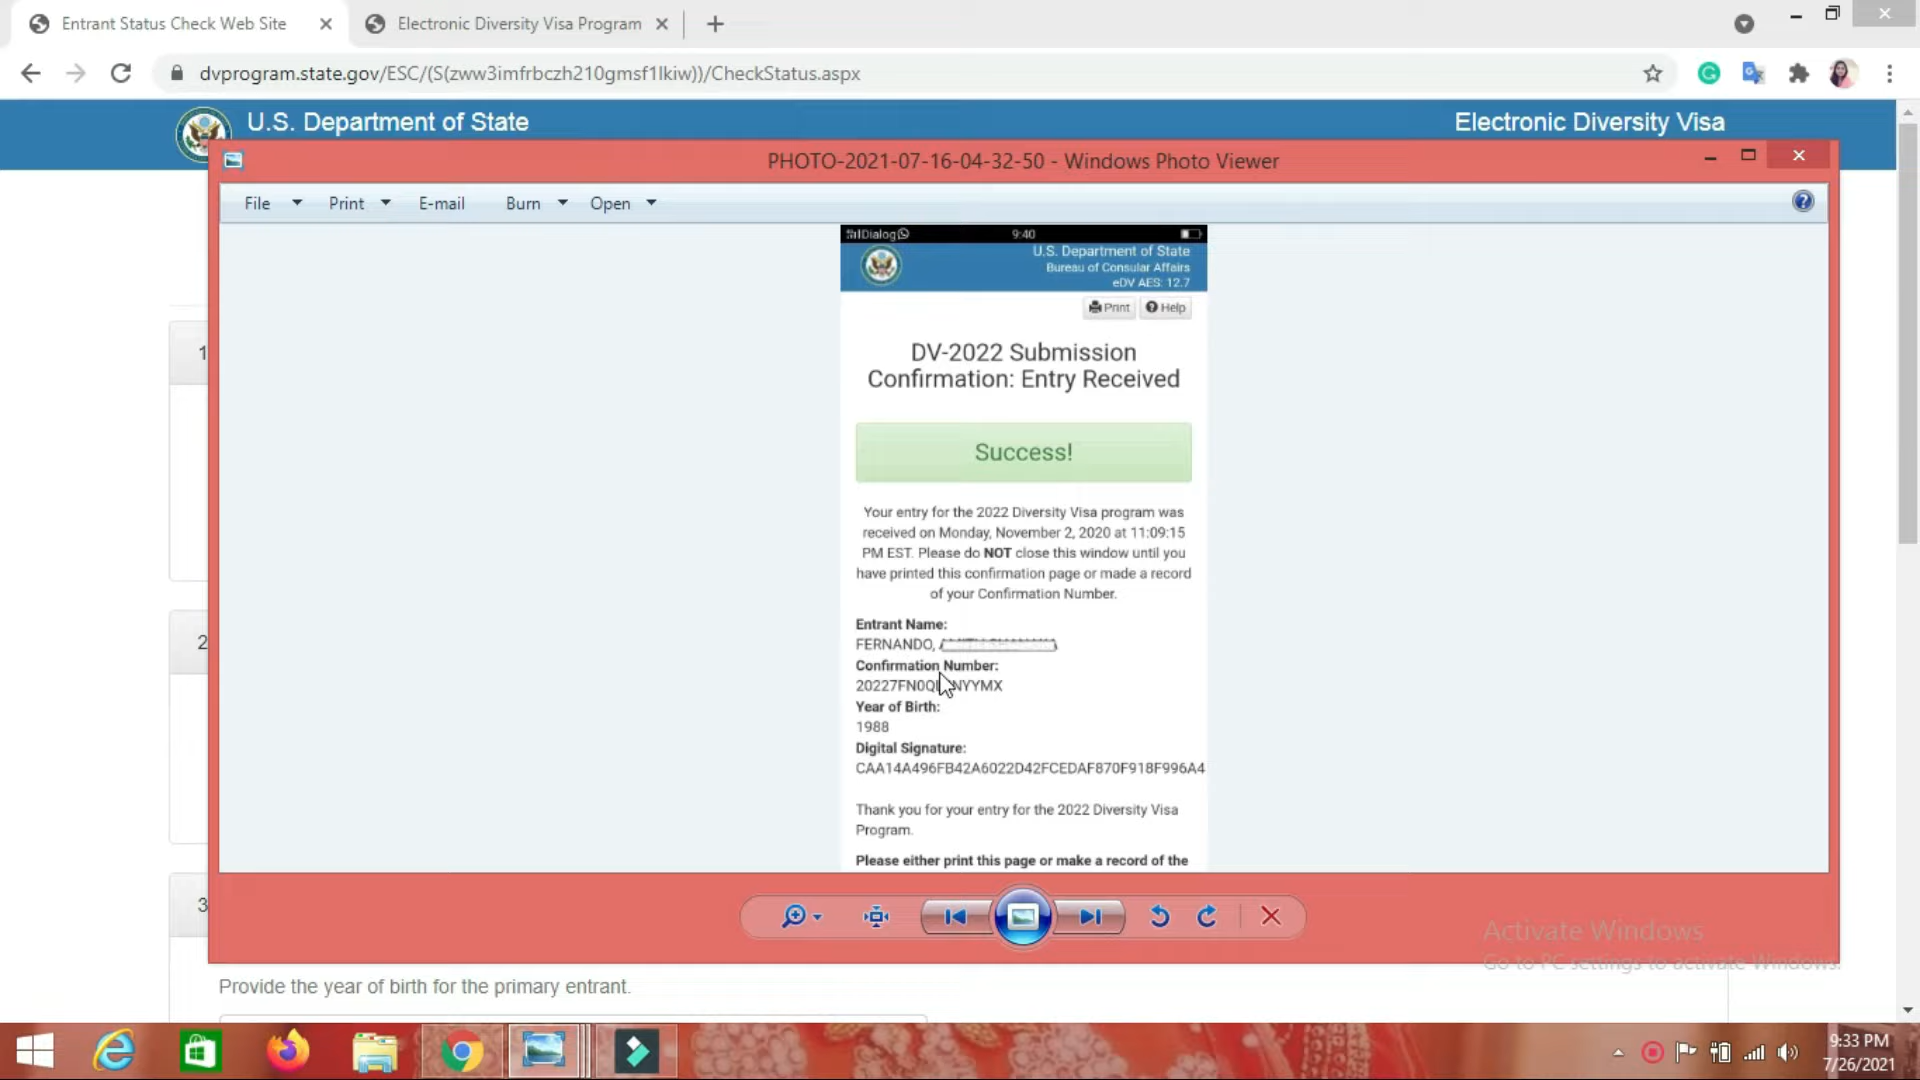 Entrant Status Check Web Site
Electronic Diversity Visa Program
dvprogram.state.gov/ESC/(S(zww3imfrbczh210gmsf1lkiw))/CheckStatus.aspx
U.S. Department of State
Electronic Diversity Visa
PHOTO-2021-07-16-04-32-50 - Windows Photo Viewer
File Print E-mail Burn Open
Dialog 9:40
U.S. Department of State
Bureau of Consular Affairs
eDV AES: 12.7
Print Help
DV-2022 Submission
Confirmation: Entry Received
Success!
Your entry for the 2022 Diversity Visa program was
received on Monday, November 2, 2020 at 11:09:15
PM EST. Please do NOT close this window until you
have printed this confirmation page or made a record
of your Confirmation Number.
Entrant Name:
FERNANDO,
Confirmation Number:
Year of Birth:
1988
Digital Signature:
CAA14A496FB42A6022D42FCEDAF870F918F996A4
Thank you for your entry for the 2022 Diversity Visa
Program.
Please either print this page or make a record of the
1
2
3
Provide the year of birth for the primary entrant.
Activate Windows
Go to PC settings to activate Windows.
9:33 PM
7/26/2021